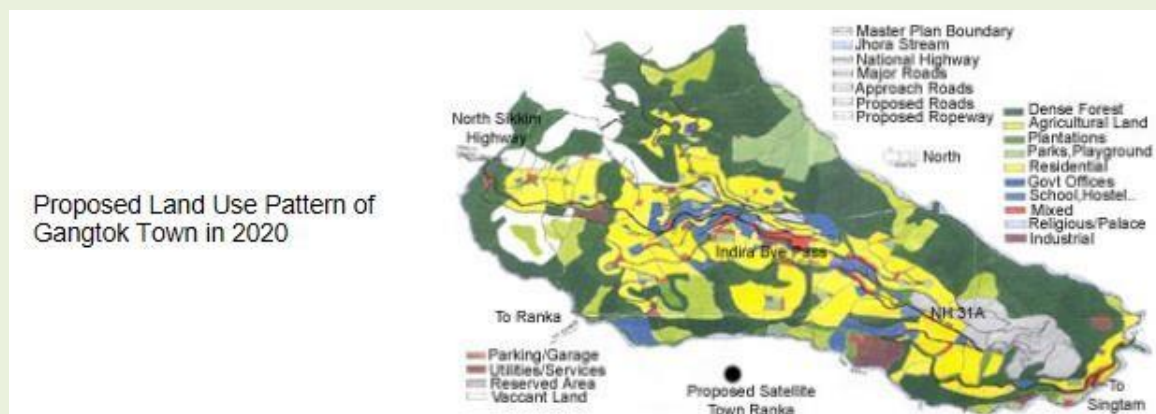 Proposed Land Use Pattern of
Gangtok Town in 2020
Master Plan Boundary
Jhora Stream
National Highway
Major Roads
Approach Roads
Proposed Roads
Proposed Ropeway
North Sikkim
Highway
North
Dense Forest
Agricultural Land
Plantations
Parks,Playground
Residential
Govt Offices
School,Hostel..
Mixed
Religious/Palace
Industrial
Indira Bye Pass
NH 31A
To Ranka
Parking/Garage
Utilities/Services
Reserved Area
Vaccant Land
Proposed Satellite
Town Ranka
To
Singtam